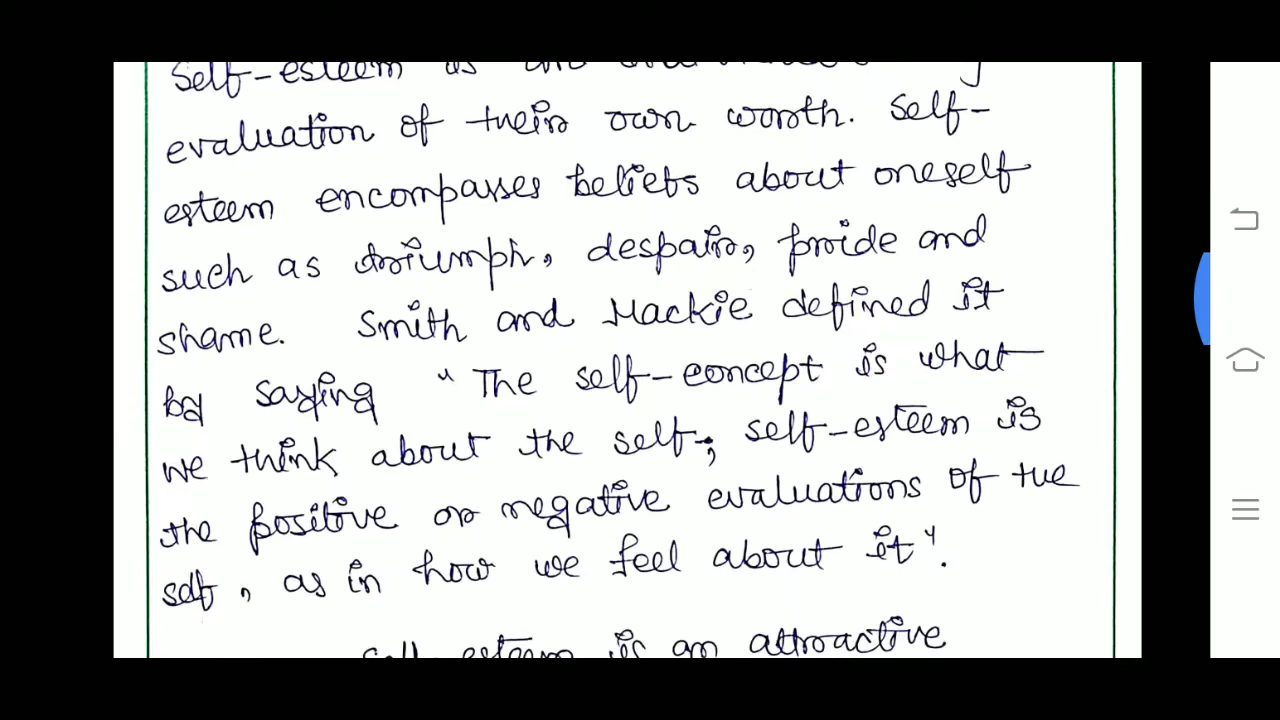 Self-esteem is
evaluation of their own worth. Self-
esteem encompasses beliefs about oneself
such as triumph, despair, pride and
shame. Smith and Mackie defined it
by saying "The self-concept is what
we think about the self; self-esteem is
the positive or negative evaluations of the
self, as in how we feel about it".
Self-esteem is an attractive